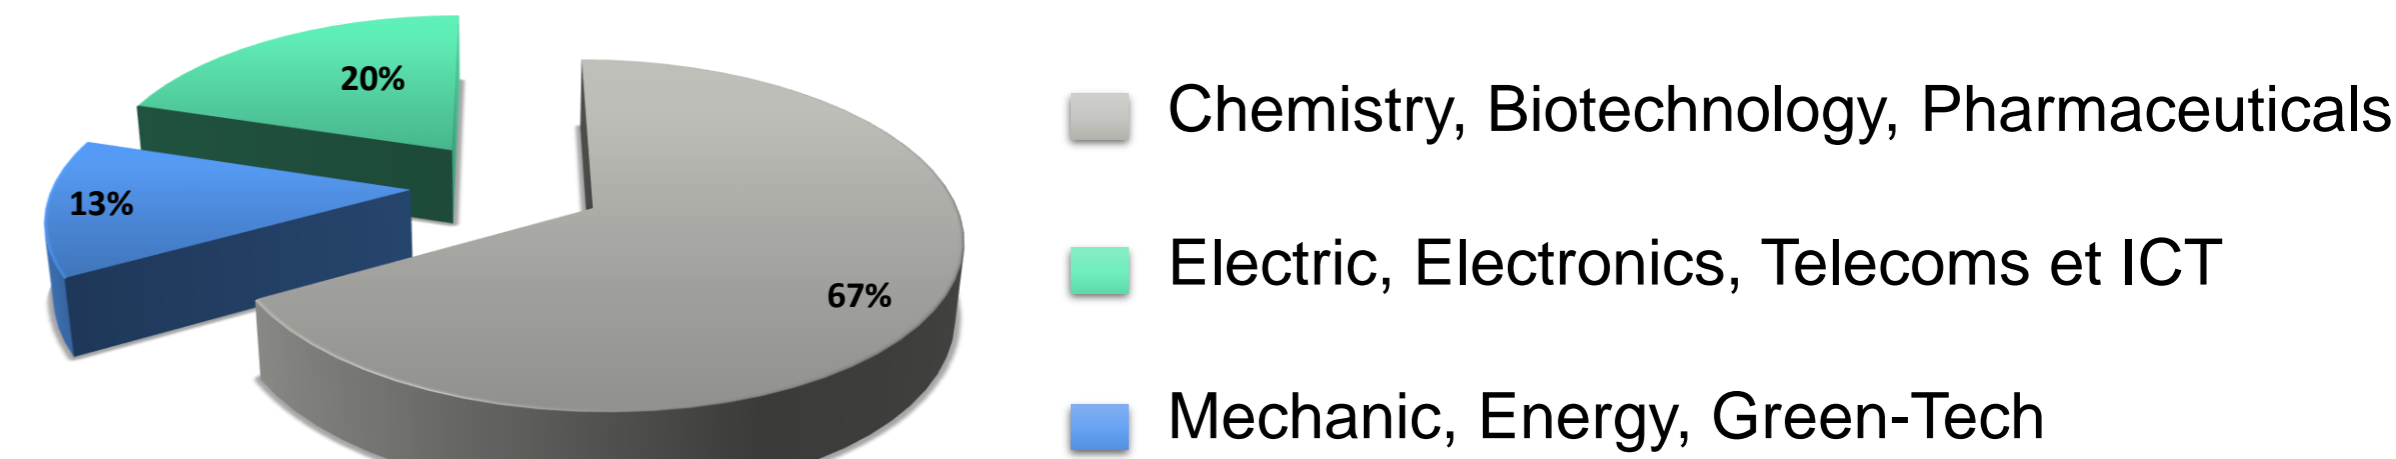 20%
13%
67%
Chemistry, Biotechnology, Pharmaceuticals
Electric, Electronics, Telecoms et ICT
Mechanic, Energy, Green-Tech